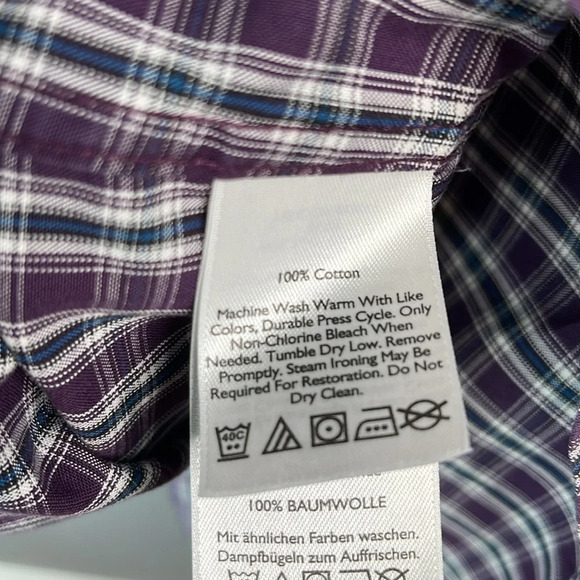 100% Cotton
Machine Wash Warm With Like
Colors, Durable Press Cycle. Only
Non-Chlorine Bleach When
Needed. Tumble Dry Low. Remove
Promptly. Steam Ironing May Be
Required For Restoration. Do Not
Dry Clean.
40C
100% BAUMWOLLE
Mit ähnlichen Farben waschen.
Dampfbügeln zum Auffrischen.